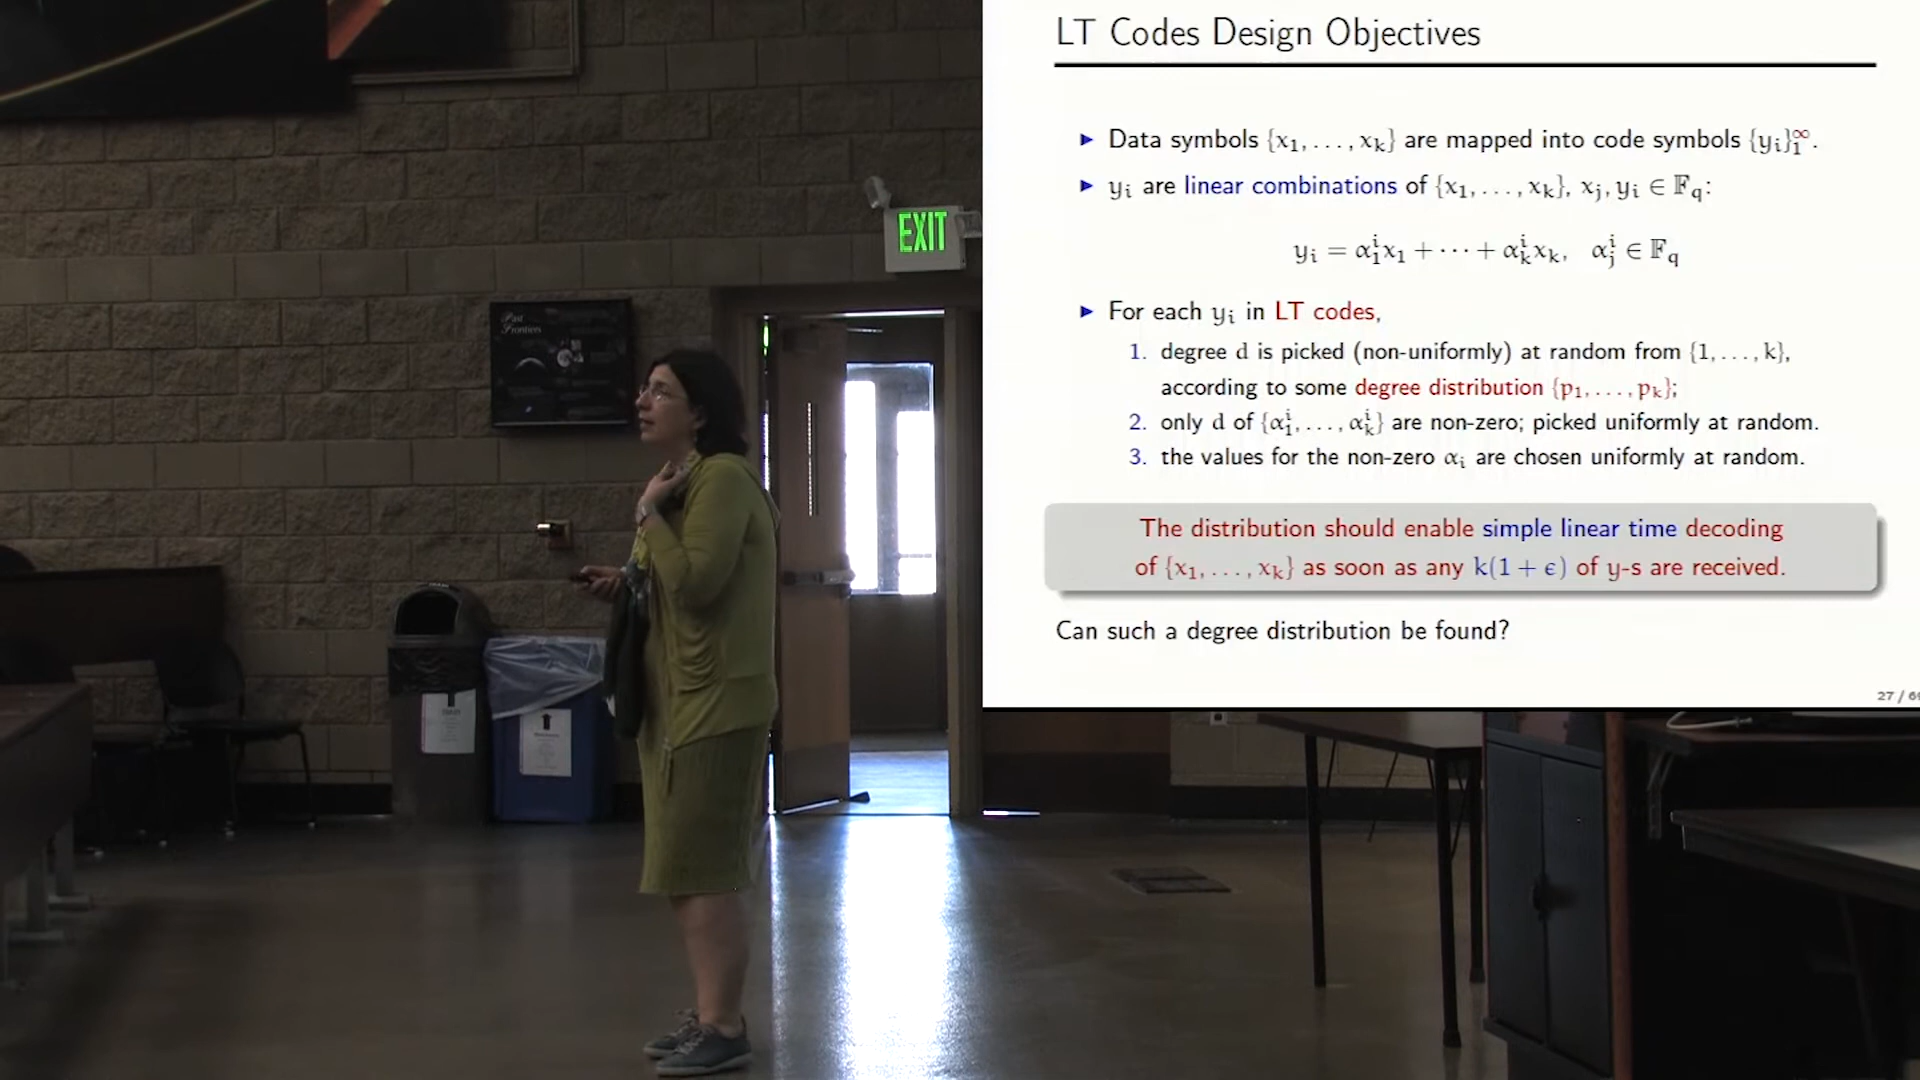 LT Codes Design Objectives
▶ Data symbols {x₁, . . . , xₖ} are mapped into code symbols {yᵢ}₁^∞.
▶ yᵢ are linear combinations of {x₁, . . . , xₖ}, xⱼ, yᵢ ∈ 𝔽_q:
yᵢ = α₁ⁱx₁ + · · · + αₖⁱxₖ, αⱼⁱ ∈ 𝔽_q
▶ For each yᵢ in LT codes,
1. degree d is picked (non-uniformly) at random from {1, . . . , k},
according to some degree distribution {p₁, . . . , pₖ};
2. only d of {α₁ⁱ, . . . , αₖⁱ} are non-zero; picked uniformly at random.
3. the values for the non-zero αᵢ are chosen uniformly at random.
The distribution should enable simple linear time decoding
of {x₁, . . . , xₖ} as soon as any k(1 + ϵ) of y-s are received.
Can such a degree distribution be found?
27 / 6
EXIT
Past
Frontiers